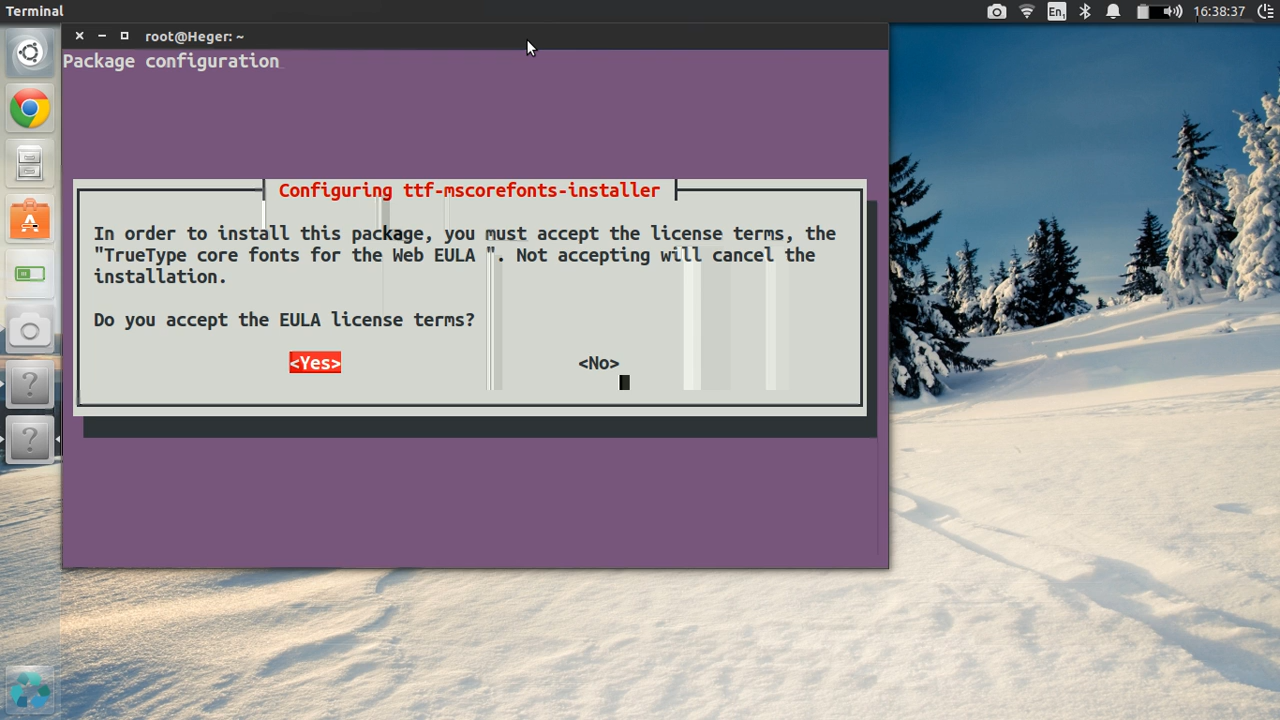 Terminal
En1
16:38:37
root@Heger: ~
Package configuration
Configuring ttf-mscorefonts-installer
In order to install this package, you must accept the license terms, the
"TrueType core fonts for the Web EULA ". Not accepting will cancel the
installation.
Do you accept the EULA license terms?
<Yes> <No>